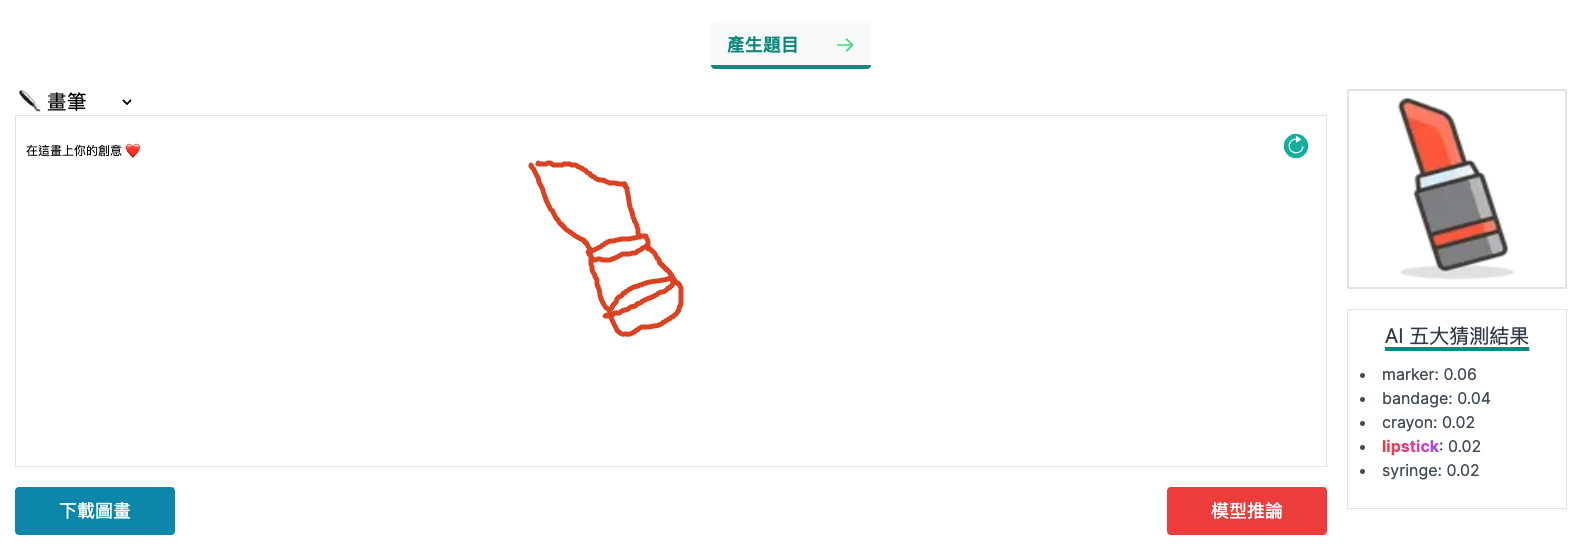 產生題目
畫筆
在這畫上你的創意 ❤️
AI 五大猜測結果
marker: 0.06
bandage: 0.04
crayon: 0.02
lipstick: 0.02
syringe: 0.02
下載圖畫
模型推論